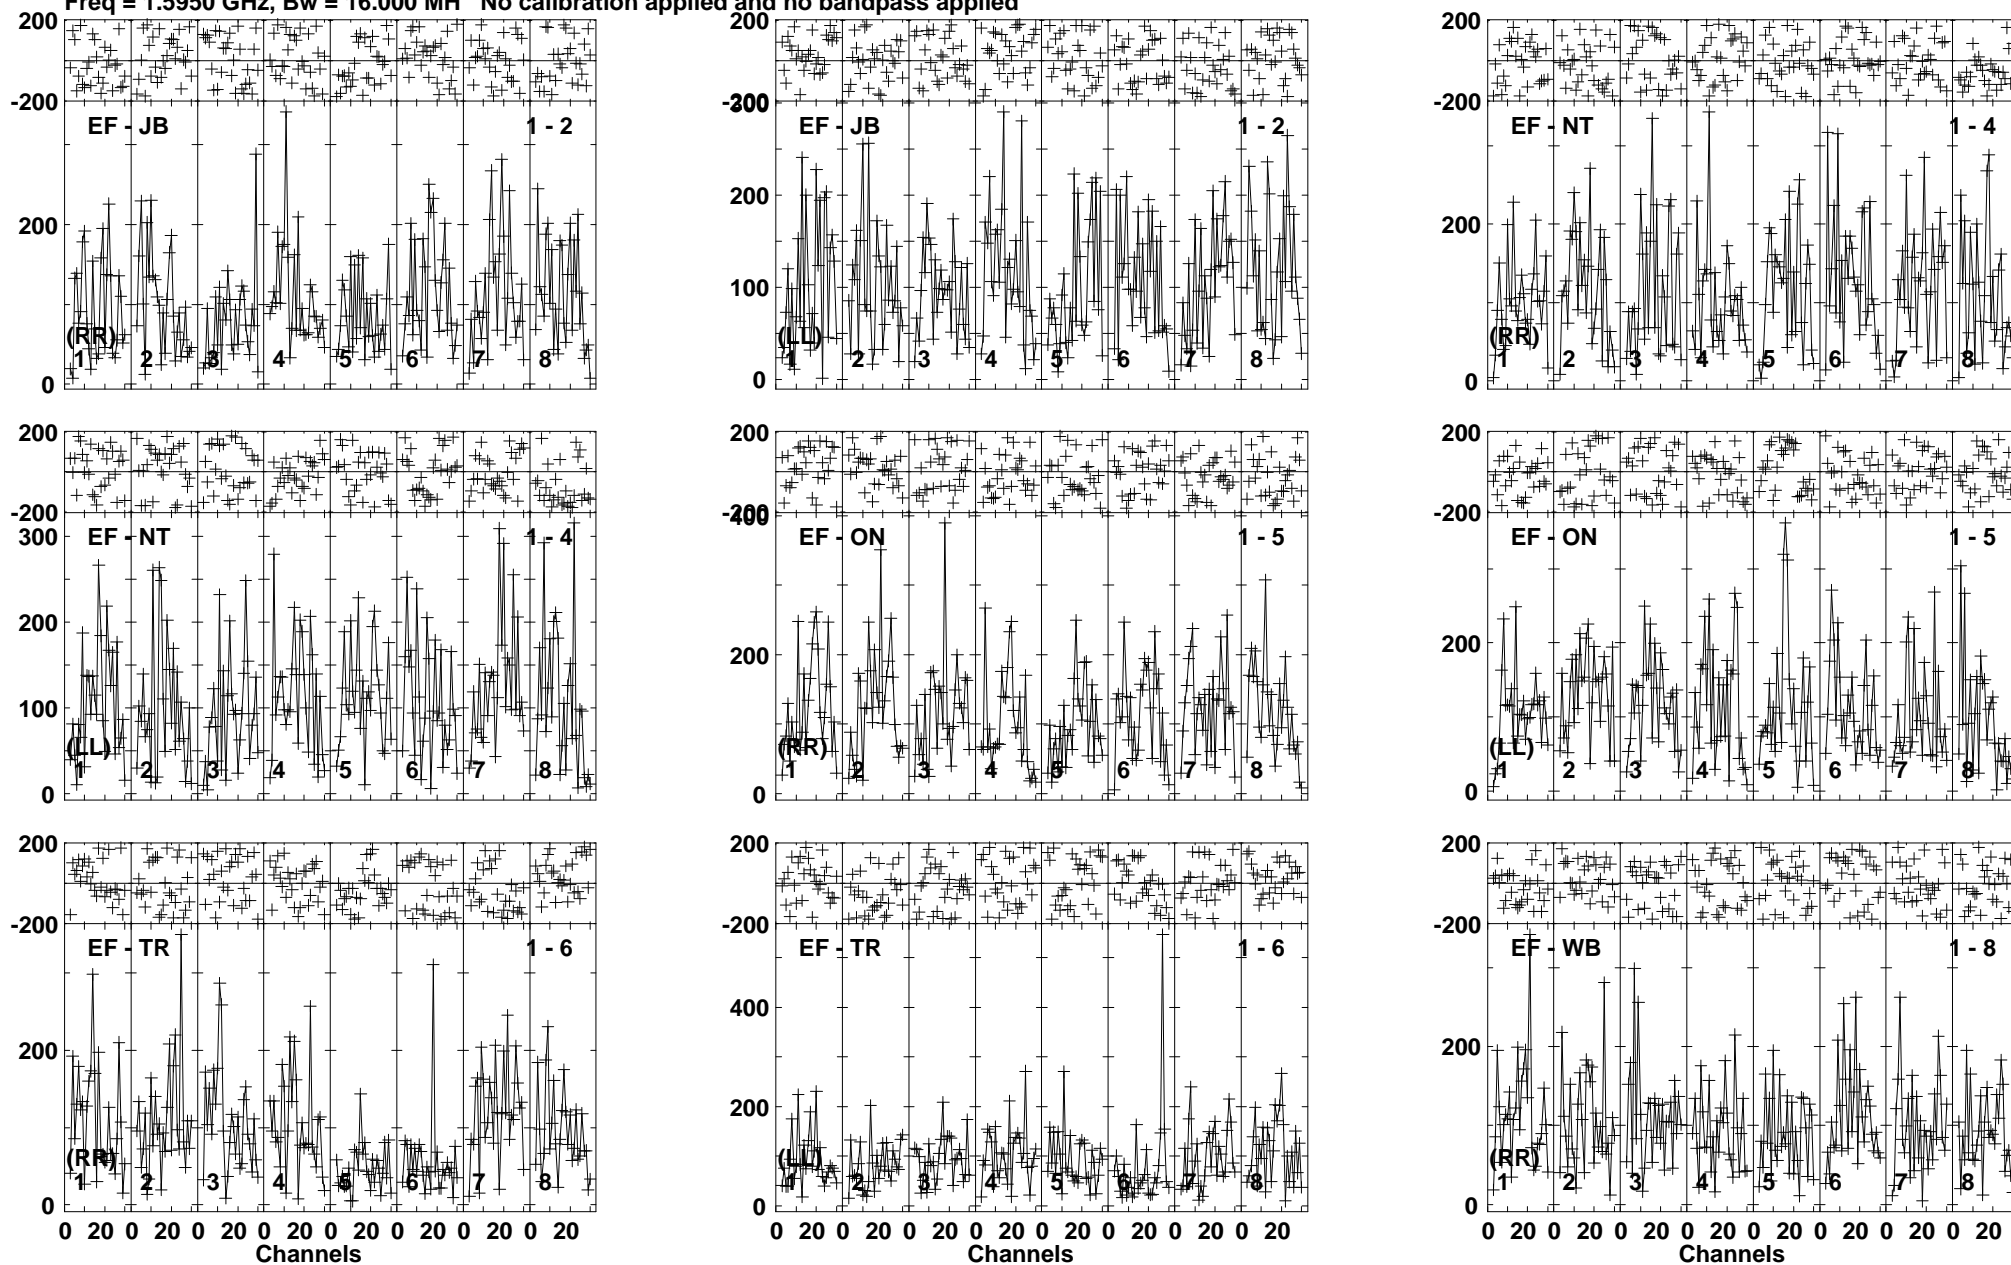 Freq = 1.5950 GHz, Bw = 16.000 MH No calibration applied and no bandpass applied
200 200 200
-200 -200 -200
300
EF - JB 1 - 2 EF - JB 1 - 2 EF - NT 1 - 4
200 200 200
100
(RR) (LL) (RR)
1 2 3 4 5 6 7 8 1 2 3 4 5 6 7 8 1 2 3 4 5 6 7 8
0 0 0
200 200 200
-200 -200 -200
400
300 EF - NT 1 - 4 EF - ON 1 - 5 EF - ON 1 - 5
200 200 200
100
(LL) (RR) (LL)
1 2 3 4 5 6 7 8 1 2 3 4 5 6 7 8 1 2 3 4 5 6 7 8
0 0 0
200 200 200
-200 -200 -200
EF - TR 1 - 6 EF - TR 1 - 6 EF - WB 1 - 8
400
200 200 200
(RR) (LL) (RR)
1 2 3 4 5 6 7 8 1 2 3 4 5 6 7 8 1 2 3 4 5 6 7 8
0 0 0
0 20 0 20 0 20 0 20 0 20 0 20 0 20 0 20 0 20 0 20 0 20 0 20 0 20 0 20 0 20 0 20 0 20 0 20 0 20 0 20 0 20 0 20 0 20 0 20
Channels Channels Channels